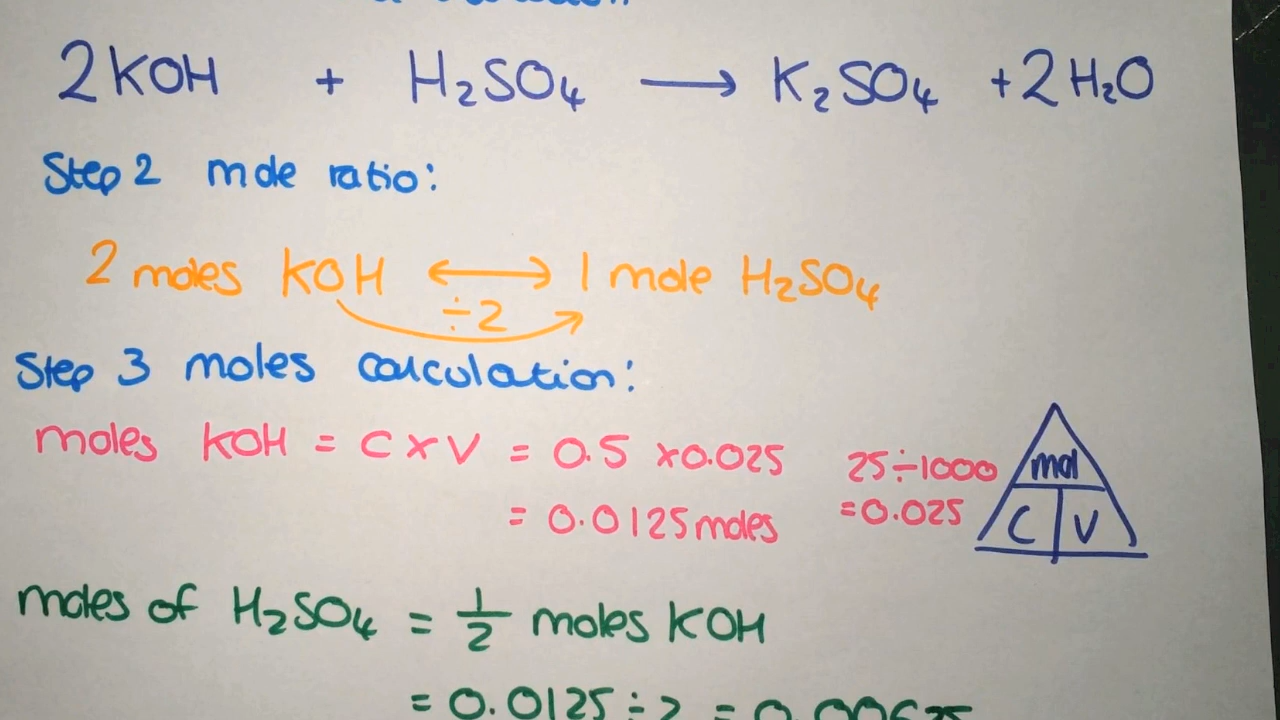 2KOH + H₂SO₄ ⟶ K₂SO₄ + 2H₂O
Step 2 mole ratio:
2 moles KOH ⟷ 1 mole H₂SO₄
÷2
Step 3 moles calculation:
moles KOH = C x V = 0.5 x 0.025
= 0.0125 moles
25÷1000
= 0.025
mol
C V
moles of H₂SO₄ = 1/2 moles KOH
= 0.0125 ÷ 2 = 0.00625